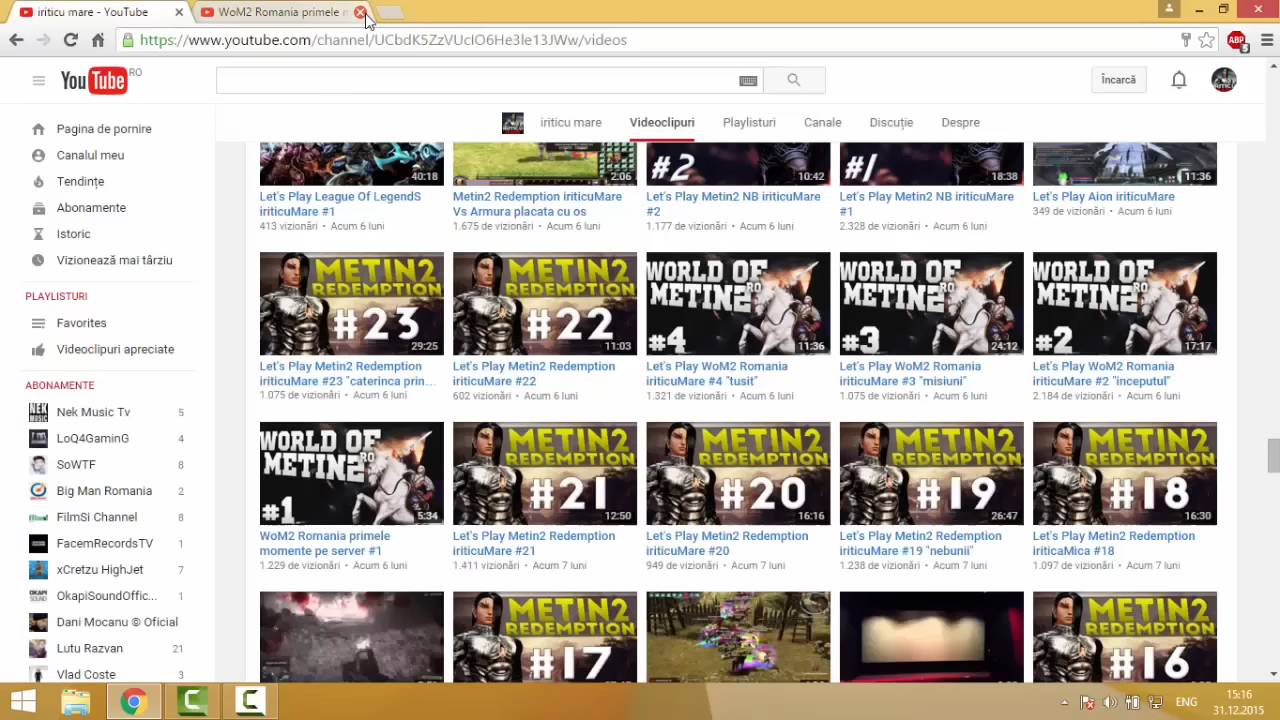 iriticu mare - YouTube
WoM2 Romania primele m
https://www.youtube.com/channel/UCbdK5ZzVUcIO6He3le13JWw/videos
ABP
YouTube RO
Încarcă
iriticu mare Videoclipuri Playlisturi Canale Discuție Despre
Pagina de pornire
Canalul meu
Tendințe
Abonamente
Istoric
Vizionează mai târziu
PLAYLISTURI
Favorites
Videoclipuri apreciate
ABONAMENTE
Nek Music Tv 5
LoQ4GaminG 4
SoWTF 8
Big Man Romania 2
FilmSi Channel 8
FacemRecordsTV 1
xCretzu HighJet 7
OkapiSoundOffic... 1
Dani Mocanu © Oficial
Lutu Razvan 21
Vlad Coste 3
40:18
2:06
#2
10:42
#1
18:38
11:36
Let's Play League Of LegendS
iriticuMare #1
413 vizionări • Acum 6 luni
Metin2 Redemption iriticuMare
Vs Armura placata cu os
1.675 de vizionări • Acum 6 luni
Let's Play Metin2 NB iriticuMare
#2
1.177 de vizionări • Acum 6 luni
Let's Play Metin2 NB iriticuMare
#1
2.328 de vizionări • Acum 6 luni
Let's Play Aion iriticuMare
349 de vizionări • Acum 6 luni
METIN2
REDEMPTION
#23
29:25
METIN2
REDEMPTION
#22
11:03
WORLD OF
METIN2 RO
#4
11:36
WORLD OF
METIN2 RO
#3
24:12
WORLD OF
METIN2 RO
#2
17:17
Let's Play Metin2 Redemption
iriticuMare #23 "caterinca prin...
1.075 de vizionări • Acum 6 luni
Let's Play Metin2 Redemption
iriticuMare #22
602 vizionări • Acum 6 luni
Let's Play WoM2 Romania
iriticuMare #4 "tusit"
1.321 de vizionări • Acum 6 luni
Let's Play WoM2 Romania
iriticuMare #3 "misiuni"
1.075 de vizionări • Acum 6 luni
Let's Play WoM2 Romania
iriticuMare #2 "inceputul"
2.184 de vizionări • Acum 6 luni
WORLD OF
METIN2 RO
#1
5:34
METIN2
REDEMPTION
#21
12:50
METIN2
REDEMPTION
#20
16:16
METIN2
REDEMPTION
#19
26:47
METIN2
REDEMPTION
#18
16:30
WoM2 Romania primele
momente pe server #1
1.229 de vizionări • Acum 6 luni
Let's Play Metin2 Redemption
iriticuMare #21
1.411 de vizionări • Acum 7 luni
Let's Play Metin2 Redemption
iriticuMare #20
949 de vizionări • Acum 7 luni
Let's Play Metin2 Redemption
iriticuMare #19 "nebunii"
1.238 de vizionări • Acum 7 luni
Let's Play Metin2 Redemption
iriticaMica #18
1.097 de vizionări • Acum 7 luni
METIN2
REDEMPTION
#17
METIN2
REDEMPTION
#16
ENG
15:16
31.12.2015